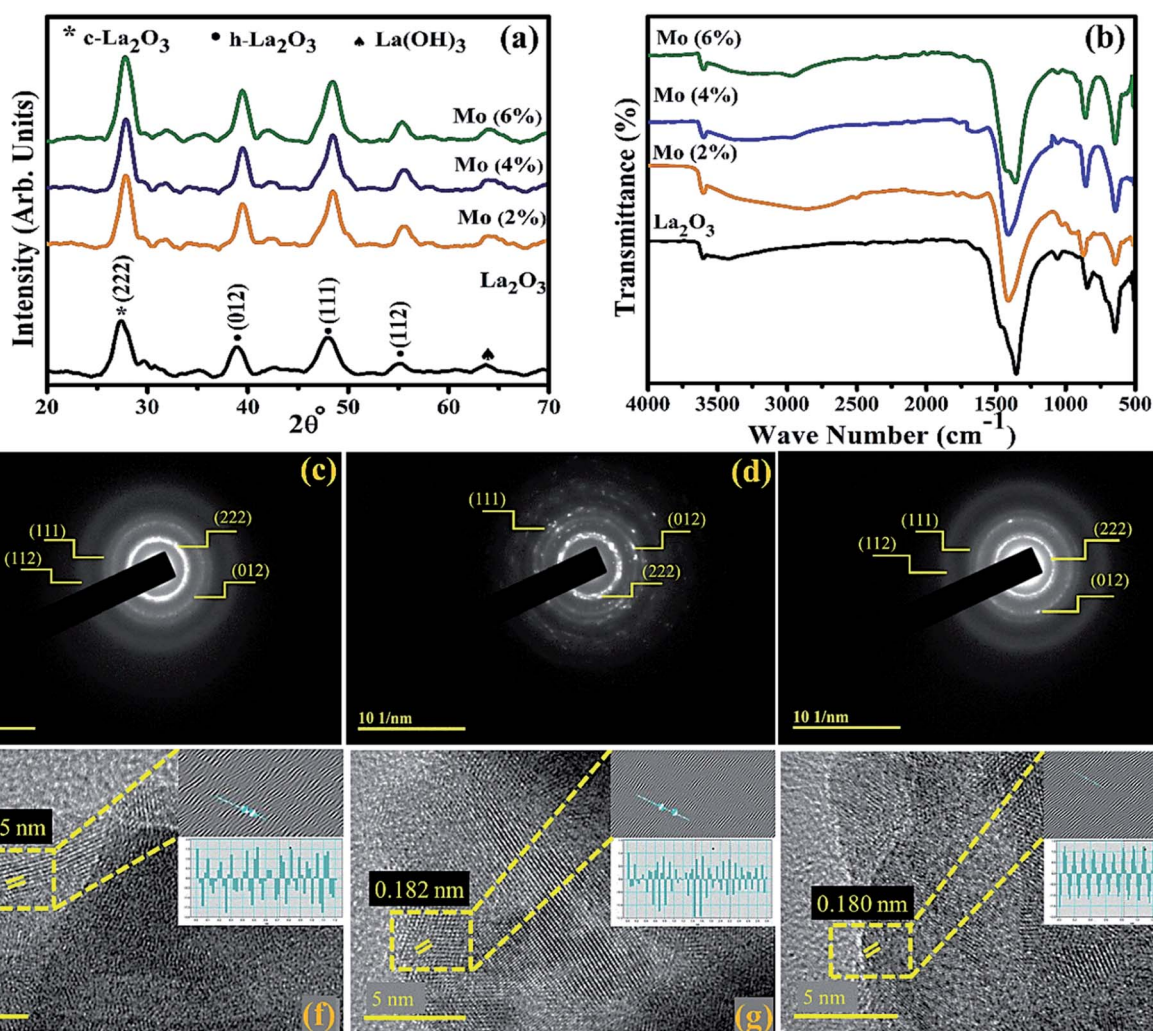 * c-La₂O₃ • h-La₂O₃ ♠ La(OH)₃ (a)
Mo (6%)
Mo (4%)
Mo (2%)
La₂O₃
*(222)
•(012)
•(111)
•(112)
♠
Intensity (Arb. Units)
20 30 40 50 60 70
2θ°
(b)
Mo (6%)
Mo (4%)
Mo (2%)
La₂O₃
Transmittance (%)
4000 3500 3000 2500 2000 1500 1000 500
Wave Number (cm⁻¹)
(c)
(222)
(111)
(112)
(012)
(d)
(111)
(012)
(222)
10 1/nm
(111)
(222)
(112)
(012)
10 1/nm
5 nm
(f)
0.182 nm
5 nm
(g)
0.180 nm
5 nm